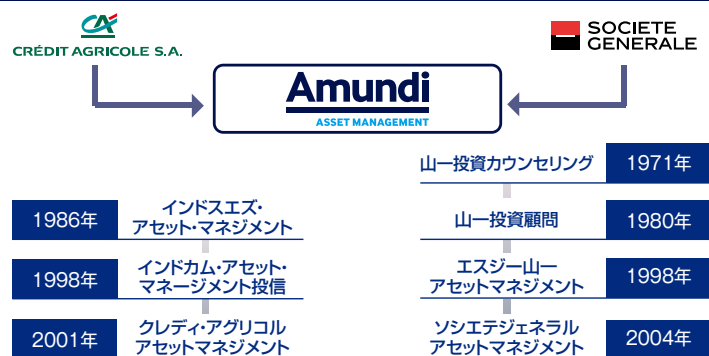 CRÉDIT AGRICOLE S.A.
SOCIETE
GENERALE
Amundi
ASSET MANAGEMENT
山一投資カウンセリング 1971年
1986年
インドスエズ・
アセット・マネジメント
山一投資顧問 1980年
1998年
インドカム・アセット・
マネージメント投信
エスジー山一
アセットマネジメント
1998年
2001年
クレディ・アグリコル
アセットマネジメント
ソシエテジェネラル
アセットマネジメント
2004年